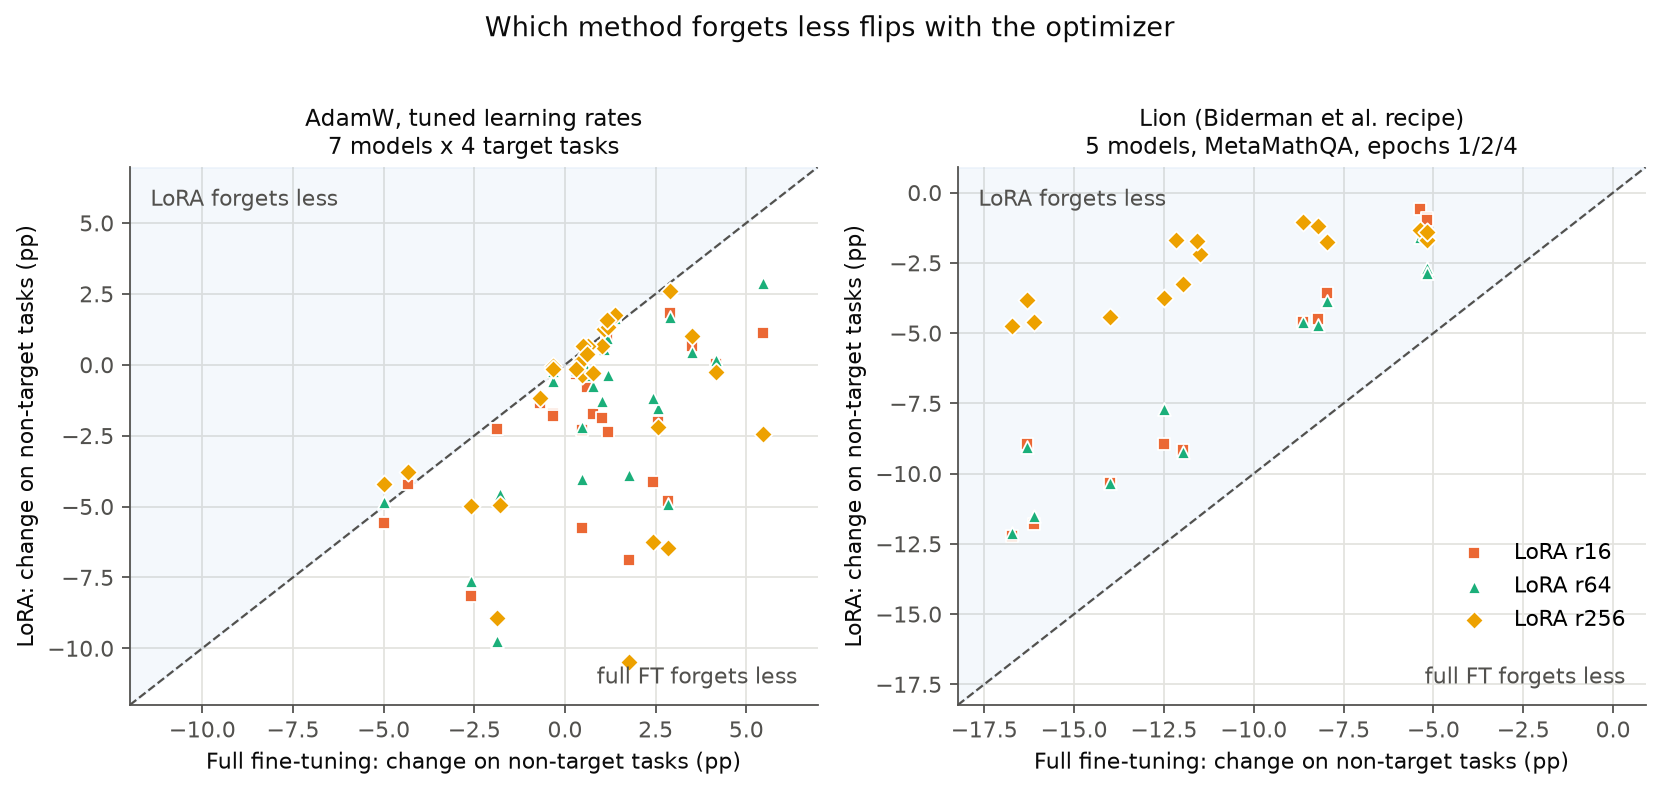 Which method forgets less flips with the optimizer
AdamW, tuned learning rates
7 models x 4 target tasks
LoRA forgets less
full FT forgets less
5.0
2.5
0.0
−2.5
−5.0
−7.5
−10.0
−10.0 −7.5 −5.0 −2.5 0.0 2.5 5.0
LoRA: change on non-target tasks (pp)
Full fine-tuning: change on non-target tasks (pp)
Lion (Biderman et al. recipe)
5 models, MetaMathQA, epochs 1/2/4
LoRA forgets less
LoRA r16
LoRA r64
LoRA r256
full FT forgets less
0.0
−2.5
−5.0
−7.5
−10.0
−12.5
−15.0
−17.5
−17.5 −15.0 −12.5 −10.0 −7.5 −5.0 −2.5 0.0
LoRA: change on non-target tasks (pp)
Full fine-tuning: change on non-target tasks (pp)